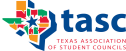 tasc
TEXAS ASSOCIATION
OF STUDENT COUNCILS